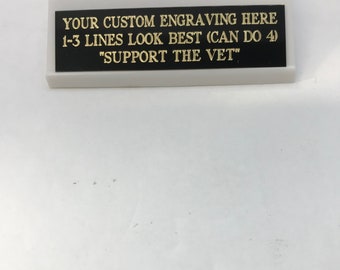 YOUR CUSTOM ENGRAVING HERE
1-3 LINES LOOK BEST (CAN DO 4)
"SUPPORT THE VET"